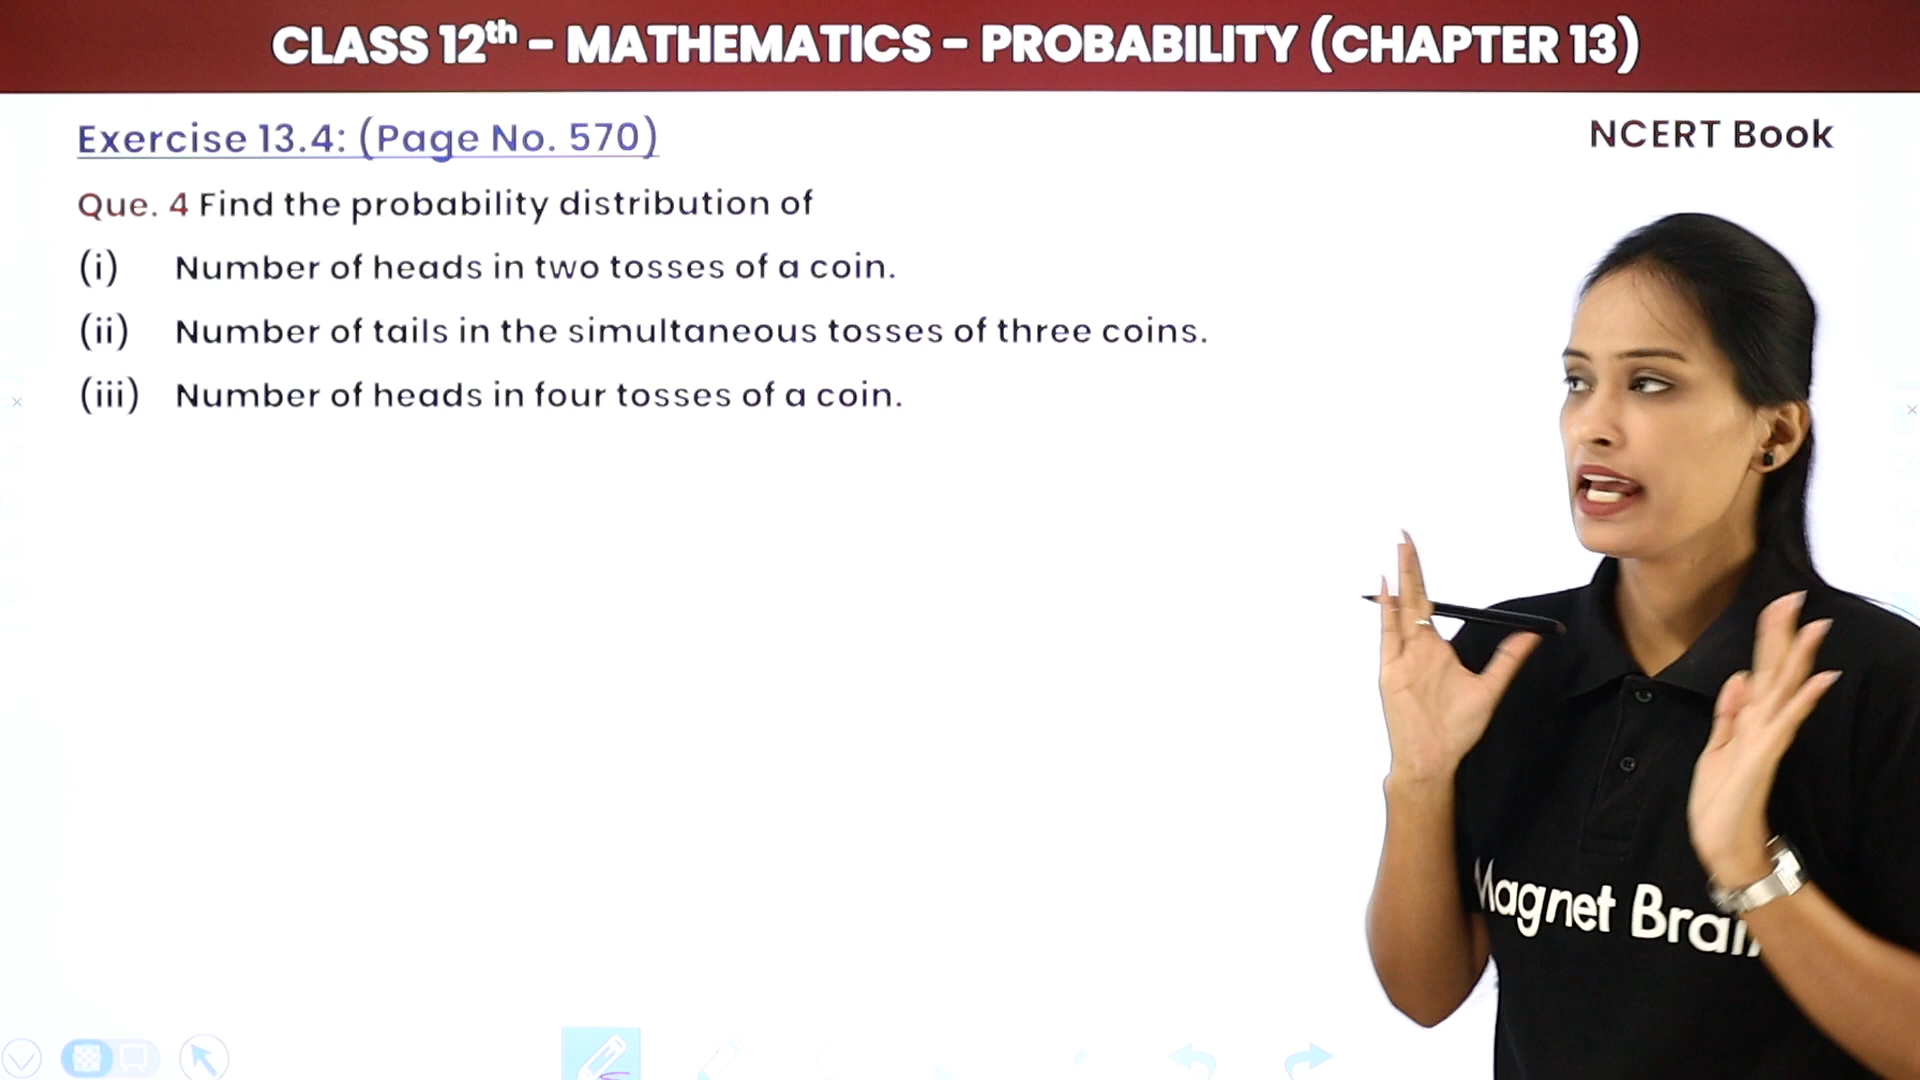 CLASS 12th - MATHEMATICS - PROBABILITY (CHAPTER 13)
Exercise 13.4: (Page No. 570)
NCERT Book
Que. 4 Find the probability distribution of
(i) Number of heads in two tosses of a coin.
(ii) Number of tails in the simultaneous tosses of three coins.
(iii) Number of heads in four tosses of a coin.
Magnet Brain